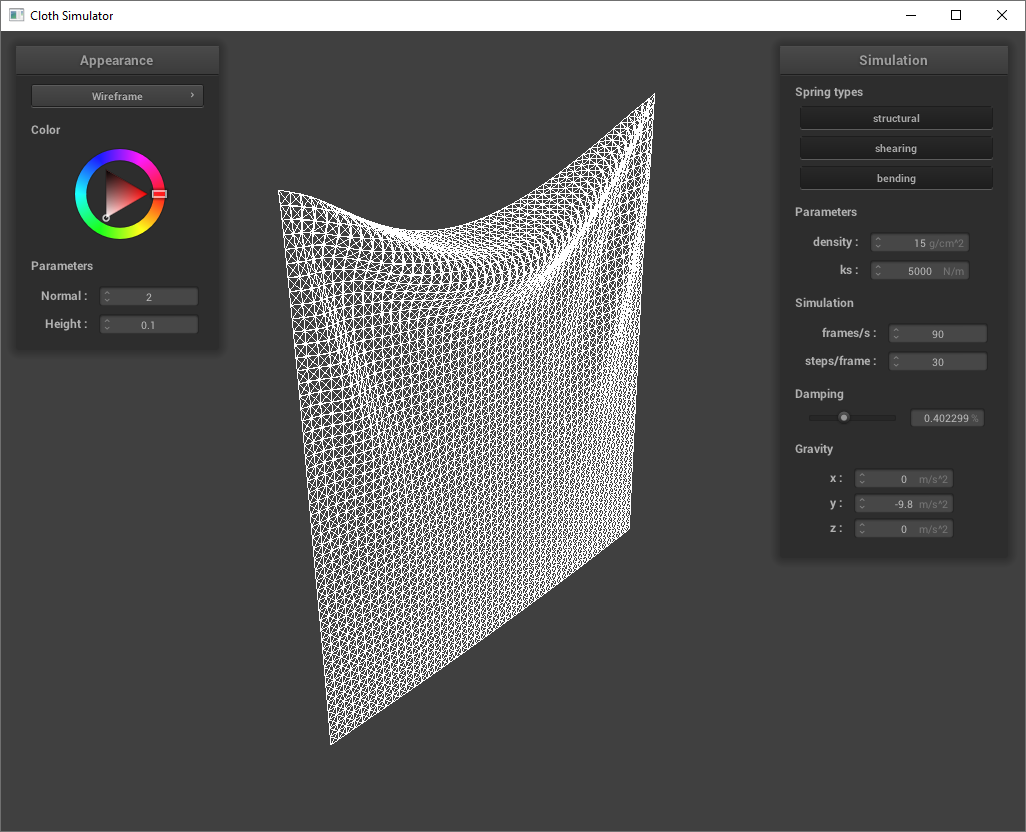 Cloth Simulator
Appearance
Wireframe
Color
Parameters
Normal : 2
Height : 0.1
Simulation
Spring types
structural
shearing
bending
Parameters
density : 15 g/cm^2
ks : 5000 N/m
Simulation
frames/s : 90
steps/frame : 30
Damping
0.402299 %
Gravity
x : 0 m/s^2
y : -9.8 m/s^2
z : 0 m/s^2